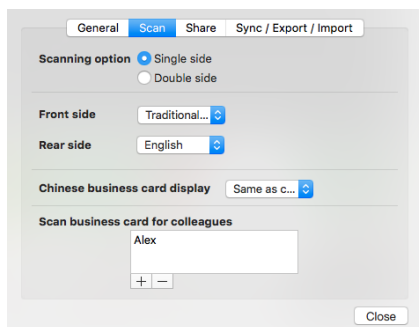 General Scan Share Sync / Export / Import
Scanning option Single side
Double side
Front side Traditional...
Rear side English
Chinese business card display Same as c...
Scan business card for colleagues
Alex
+ −
Close